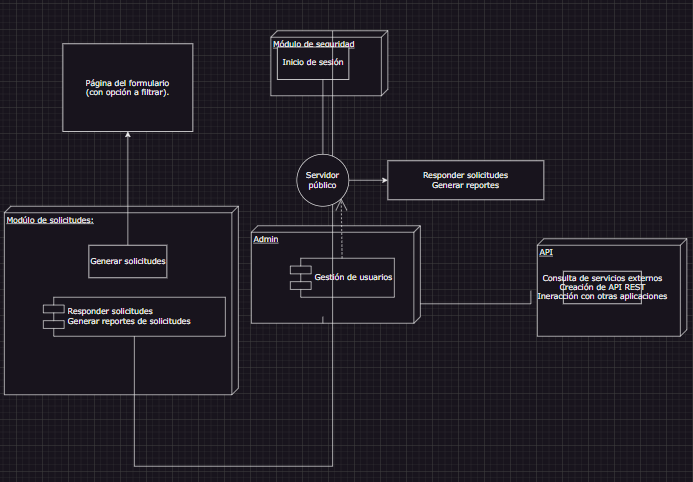 Módulo de seguridad
Inicio de sesión
Página del formulario
(con opción a filtrar).
Servidor
público
Responder solicitudes
Generar reportes
Modúlo de solicitudes:
Generar solicitudes
Responder solicitudes
Generar reportes de solicitudes
Admin
Gestión de usuarios
API
Consulta de servicios externos
Creación de API REST
Ineracción con otras aplicaciones